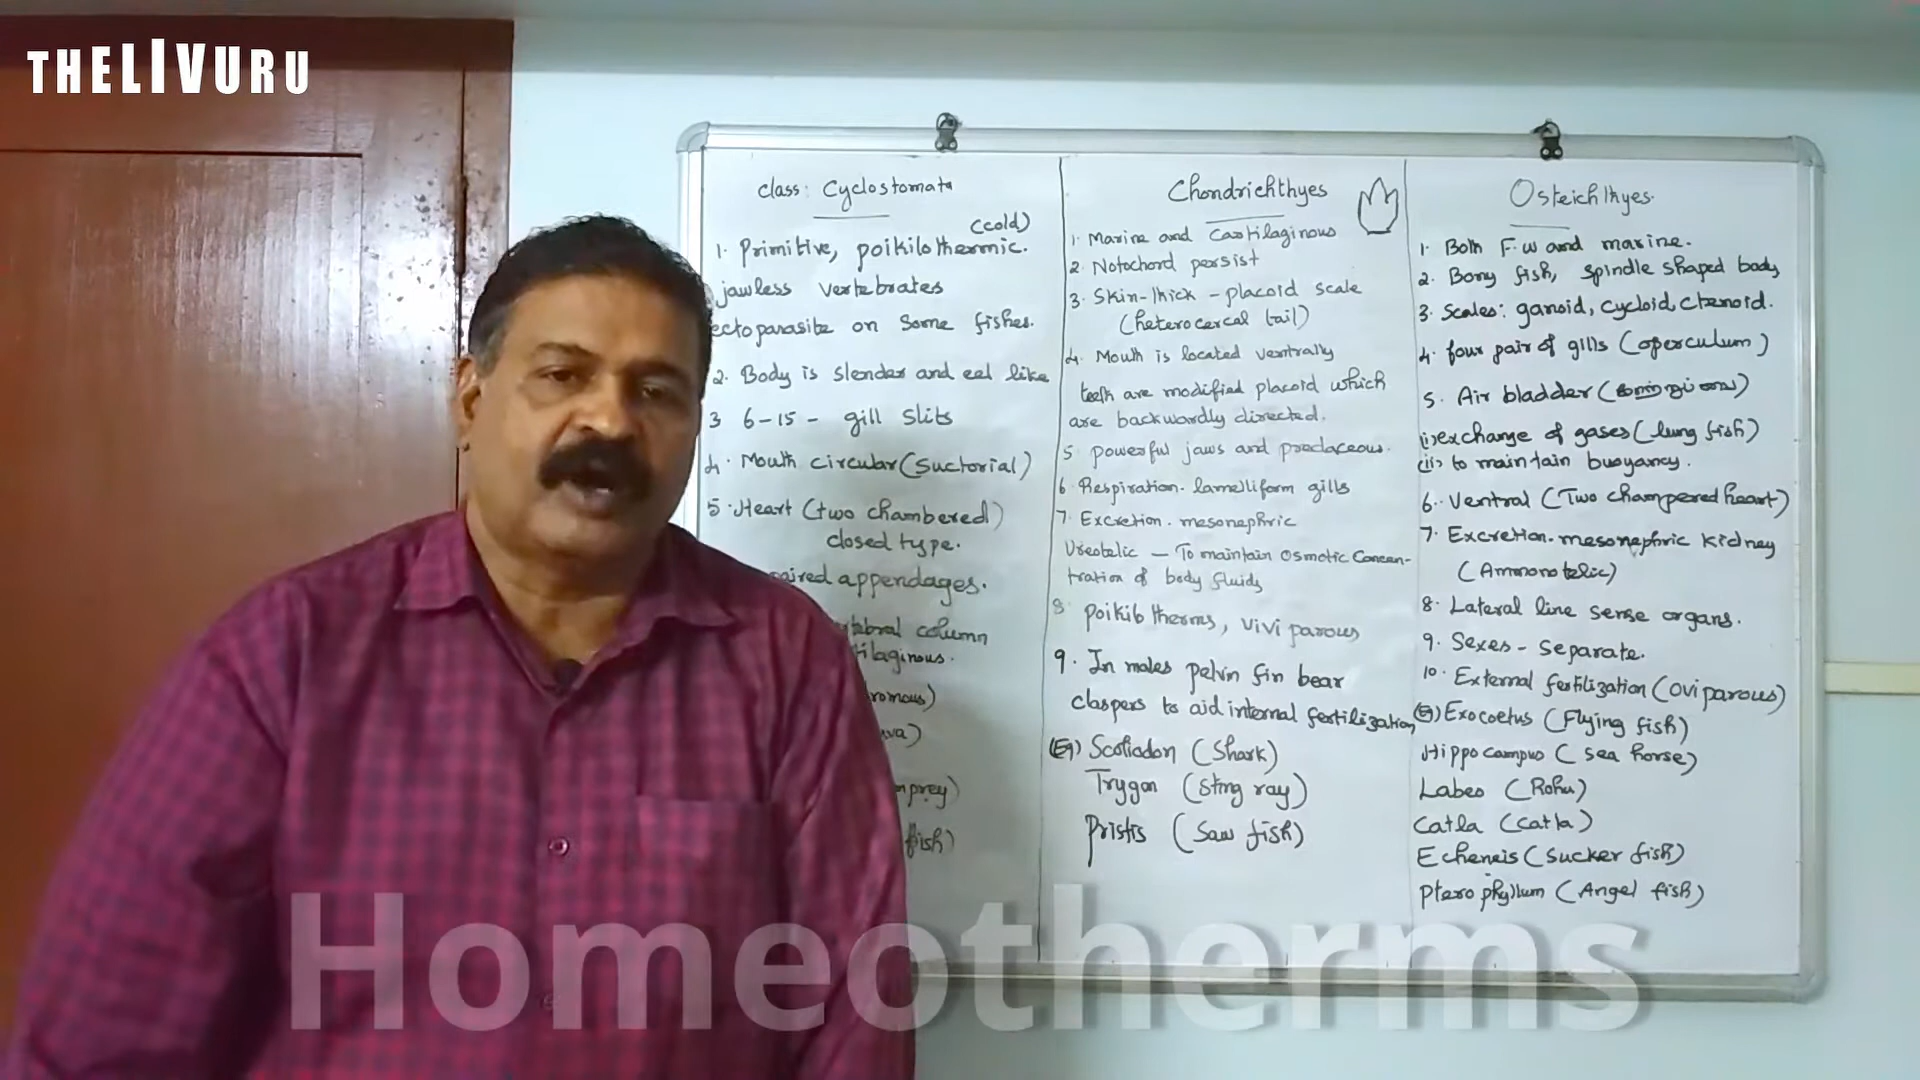 THELIVURU
class: Cyclostomata
(cold)
1. Primitive, poikilothermic.
jawless vertebrates
ectoparasite on some fishes.
2. Body is slender and eel like
3 6-15 - gill slits
4. Mouth circular (Suctorial)
5. Heart (two chambered)
closed type.
paired appendages.
column
tilaginous.
fish)
Chondrichthyes
1. Marine and cartilaginous
2. Notochord persist
3. Skin-thick - placoid scale
(heterocercal tail)
4. Mouth is located ventrally
teeth are modified placoid which
are backwardly directed.
5 powerful jaws and predaceous.
6 Respiration. lamelliform gills
7. Excretion. mesonephric
Ureotelic - To maintain osmotic Concen-
tration of body fluids
8. poikilotherms, viviparous
9. In males pelvin fin bear
claspers to aid internal fertilization
(Eg) Scoliodon (Shark)
Trygon (Sting ray)
Pristis (Saw fish)
Osteichthyes.
1. Both F.w and marine.
2. Bony fish, spindle shaped body
3. Scales: ganoid, cycloid, ctenoid.
4. four pair of gills (operculum)
5. Air bladder
(i) exchange of gases (lung fish)
(ii) to maintain buoyancy.
6. Ventral (Two champered heart)
7. Excretion. mesonephric kidney
(Ammonotelic)
8. Lateral line sense organs.
9. Sexes - separate.
10. External fertilization (oviparous)
(Eg) Exocoetus (Flying fish)
Hippocampus (sea horse)
Labeo (Rohu)
Catla (catla)
Echeneis (sucker fish)
Pterophyllum (Angel fish)
Homeotherms